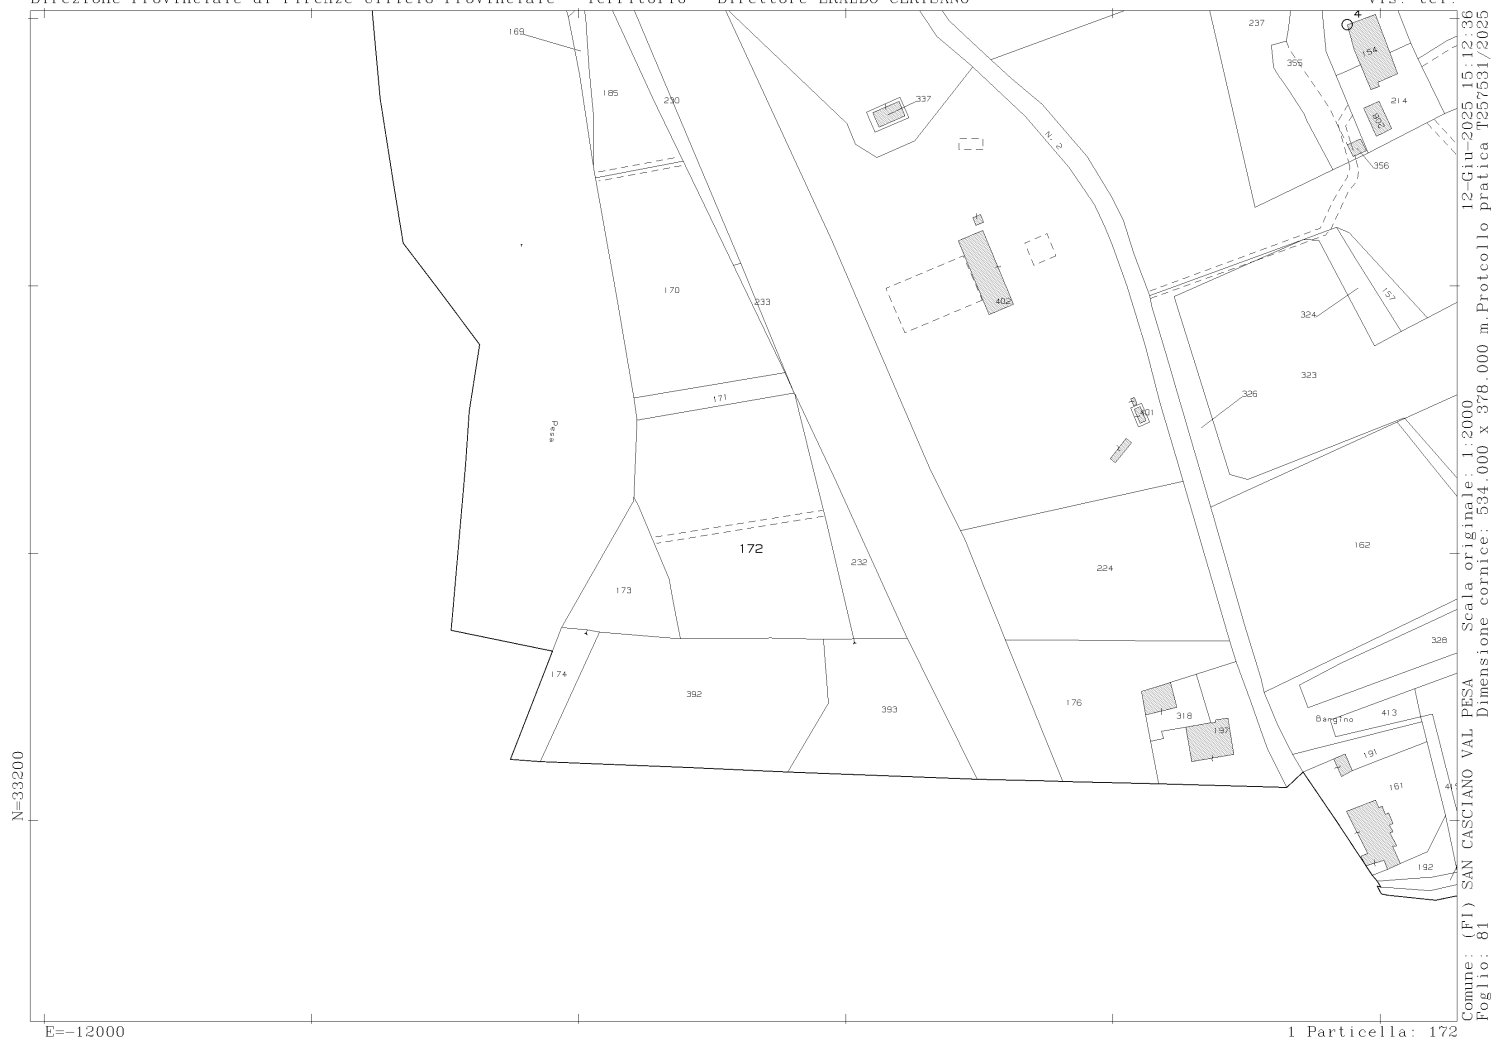 Direzione Provinciale di Firenze Ufficio Provinciale - Territorio - Direttore ERALDO CERTEANO
Vis. tel.
4
237
169
154
355
185
230
337
214
208
N. 2
356
170
233
402
157
324
323
171
326
401
Pesa
172
162
232
224
173
328
174
392
393
176
318
197
413
Bargino
191
161
192
N=33200
E=-12000
1 Particella: 172
12-Giu-2025 15:12:36
Protcollo pratica T257531/2025
Scala originale: 1:2000
Dimensione cornice: 534.000 x 378.000 m.
Comune: (FI) SAN CASCIANO VAL PESA
Foglio: 81